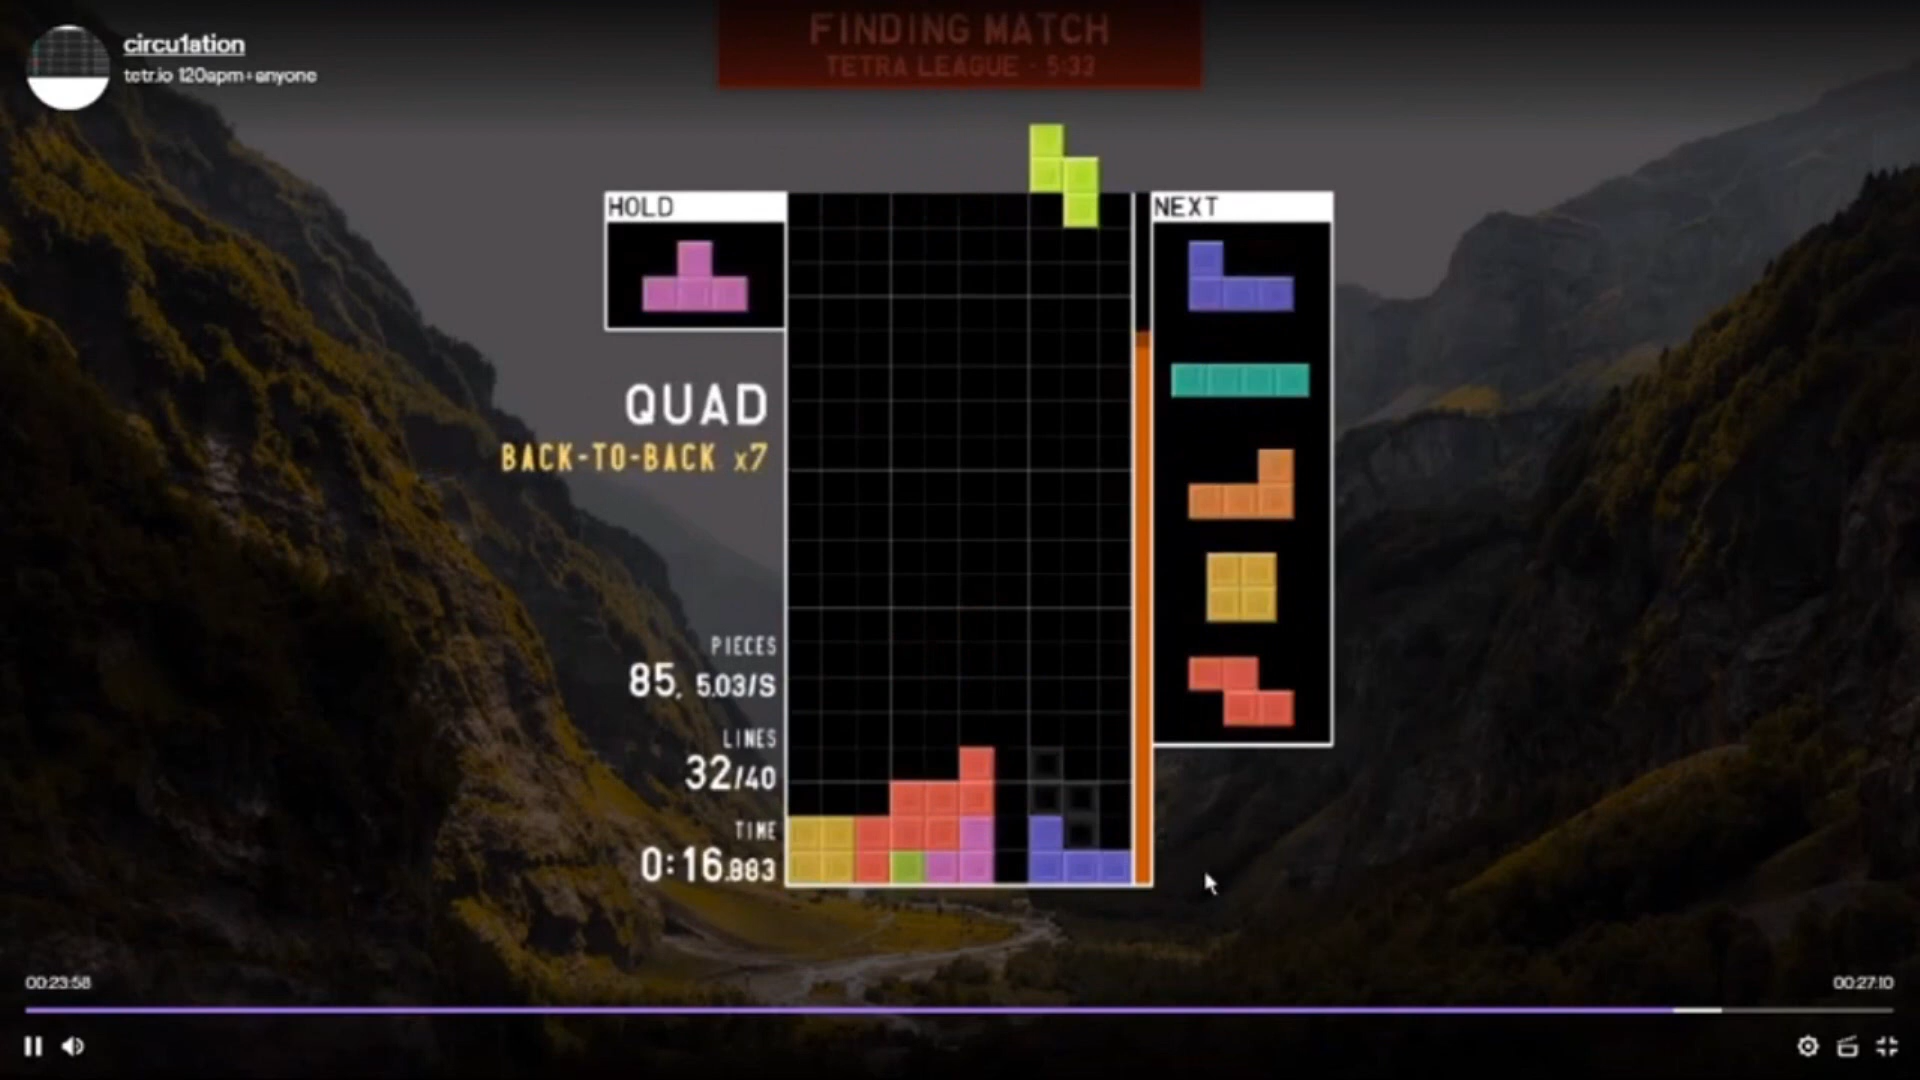 circu1ation
tetr.io 120apm+anyone
FINDING MATCH
TETRA LEAGUE - 5:33
HOLD
NEXT
QUAD
BACK-TO-BACK x7
PIECES
85, 5.03/S
LINES
32/40
TIME
0:16.883
00:23:58
00:27:10